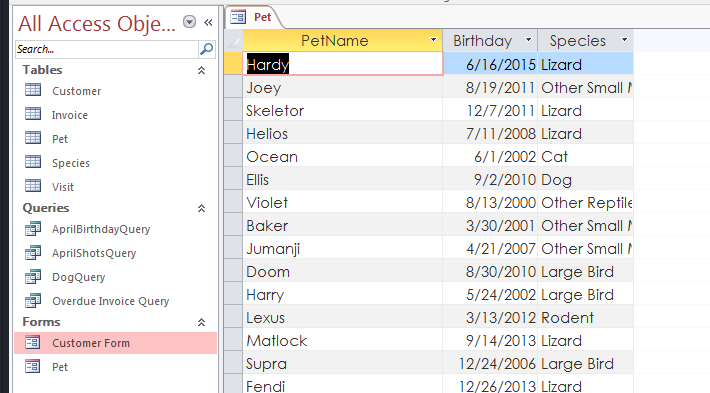 All Access Obje...
Search...
Tables
Customer
Invoice
Pet
Species
Visit
Queries
AprilBirthdayQuery
AprilShotsQuery
DogQuery
Overdue Invoice Query
Forms
Customer Form
Pet
Pet
PetName Birthday Species
Hardy 6/16/2015 Lizard
Joey 8/19/2011 Other Small M
Skeletor 12/7/2011 Lizard
Helios 7/11/2008 Lizard
Ocean 6/1/2002 Cat
Ellis 9/2/2010 Dog
Violet 8/13/2000 Other Reptile
Baker 3/30/2001 Other Small M
Jumanji 4/21/2007 Other Small M
Doom 8/30/2010 Large Bird
Harry 5/24/2002 Large Bird
Lexus 3/13/2012 Rodent
Matlock 9/14/2013 Lizard
Supra 12/24/2006 Large Bird
Fendi 12/26/2013 Lizard